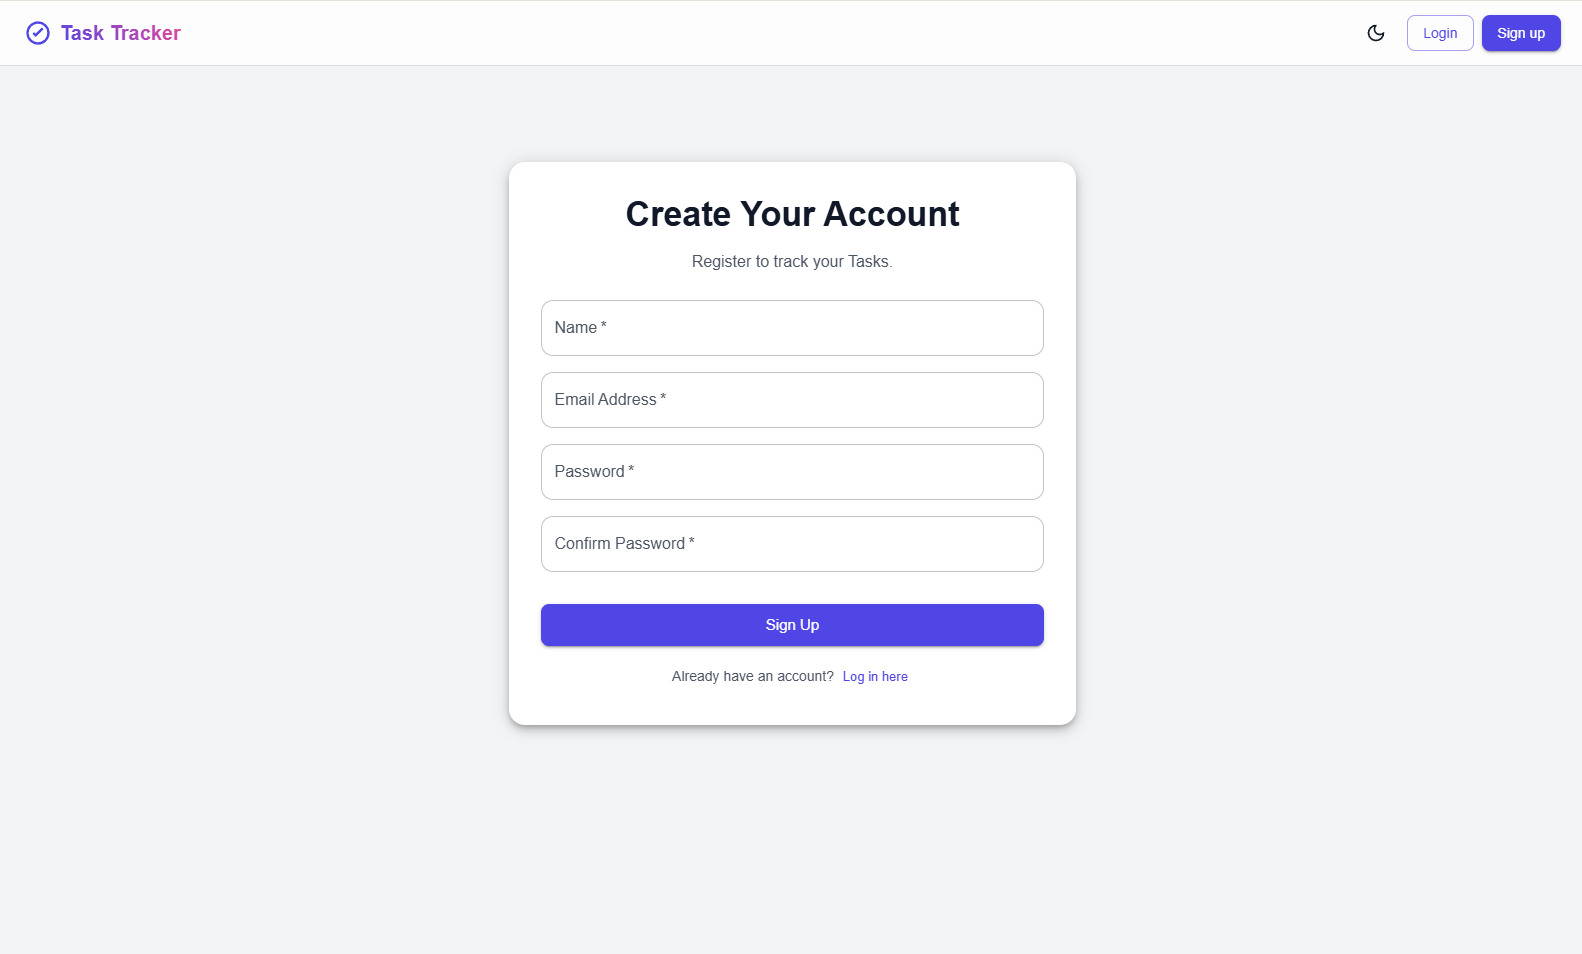 Task Tracker
Login
Sign up
Create Your Account
Register to track your Tasks.
Name *
Email Address *
Password *
Confirm Password *
Sign Up
Already have an account? Log in here